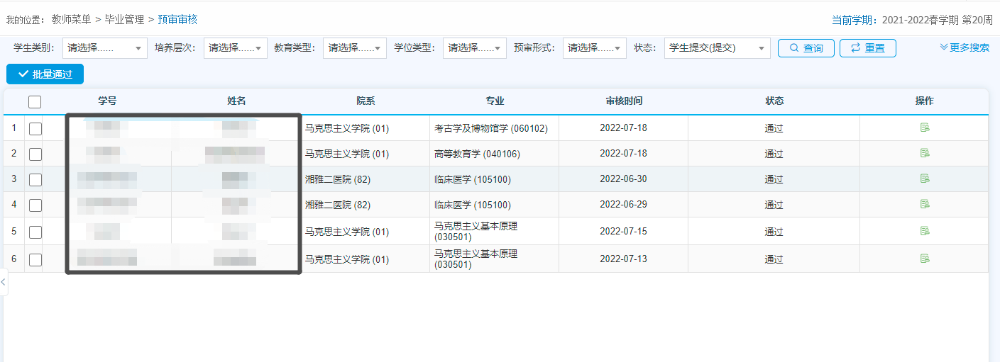 我的位置： 教师菜单 > 毕业管理 > 预审审核 当前学期：2021-2022春学期 第20周
学生类别： 请选择...... 培养层次： 请选择...... 教育类型： 请选择...... 学位类型： 请选择...... 预审形式： 请选择...... 状态： 学生提交(提交) 查询 重置 更多搜索
批量通过
学号 姓名 院系 专业 审核时间 状态 操作
1 马克思主义学院 (01) 考古学及博物馆学 (060102) 2022-07-18 通过
2 马克思主义学院 (01) 高等教育学 (040106) 2022-07-18 通过
3 湘雅二医院 (82) 临床医学 (105100) 2022-06-30 通过
4 湘雅二医院 (82) 临床医学 (105100) 2022-06-29 通过
5 马克思主义学院 (01) 马克思主义基本原理 2022-07-15 通过
(030501)
6 马克思主义学院 (01) 马克思主义基本原理 2022-07-13 通过
(030501)